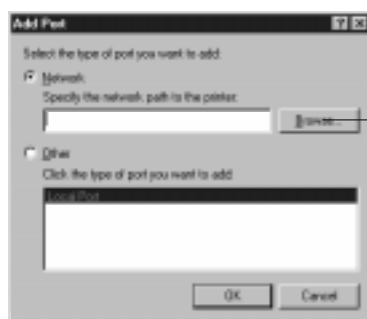 Add Port
Select the type of port you want to add:
Network
Specify the network path to the printer:
Browse...
Other
Click the type of port you want to add
Local Port
OK
Cancel